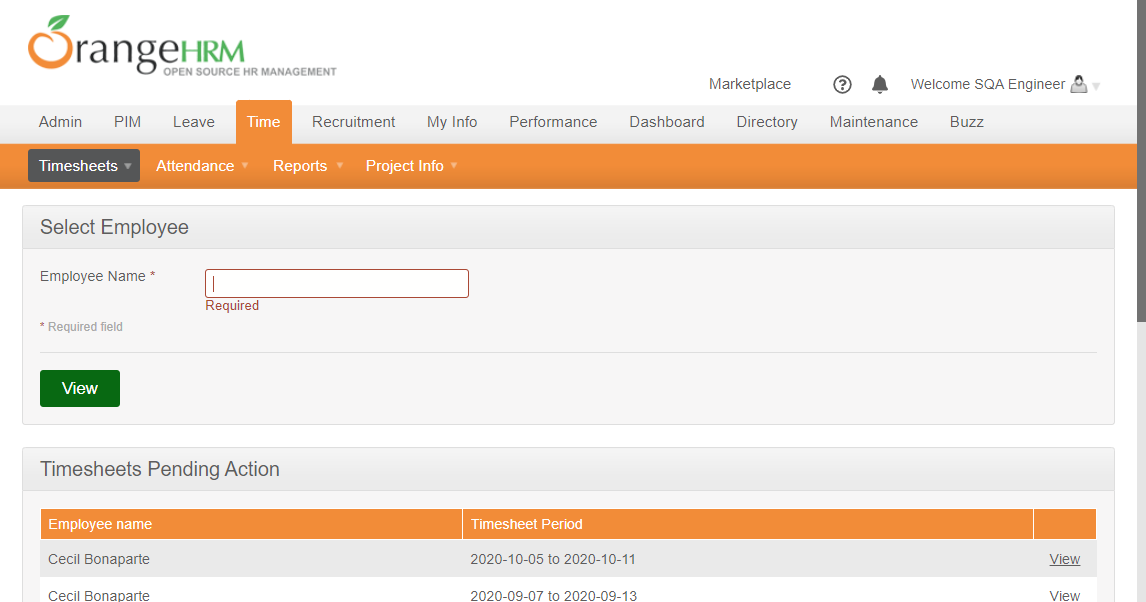 OrangeHRM
OPEN SOURCE HR MANAGEMENT
Marketplace ? Welcome SQA Engineer
Admin PIM Leave Time Recruitment My Info Performance Dashboard Directory Maintenance Buzz
Timesheets Attendance Reports Project Info
Select Employee
Employee Name *
Required
* Required field
View
Timesheets Pending Action
Employee name Timesheet Period
Cecil Bonaparte 2020-10-05 to 2020-10-11 View
Cecil Bonaparte 2020-09-07 to 2020-09-13 View